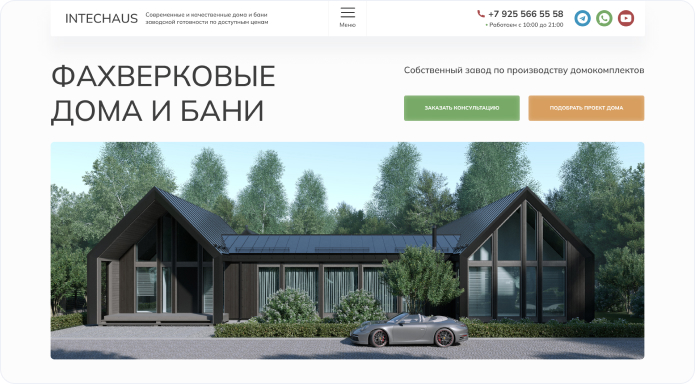 INTECHAUS
Современные и качественные дома и бани
заводской готовности по доступным ценам
Меню
+7 925 566 55 58
• Работаем с 10:00 до 21:00
ФАХВЕРКОВЫЕ
ДОМА И БАНИ
Собственный завод по производству домокомплектов
ЗАКАЗАТЬ КОНСУЛЬТАЦИЮ
ПОДОБРАТЬ ПРОЕКТ ДОМА